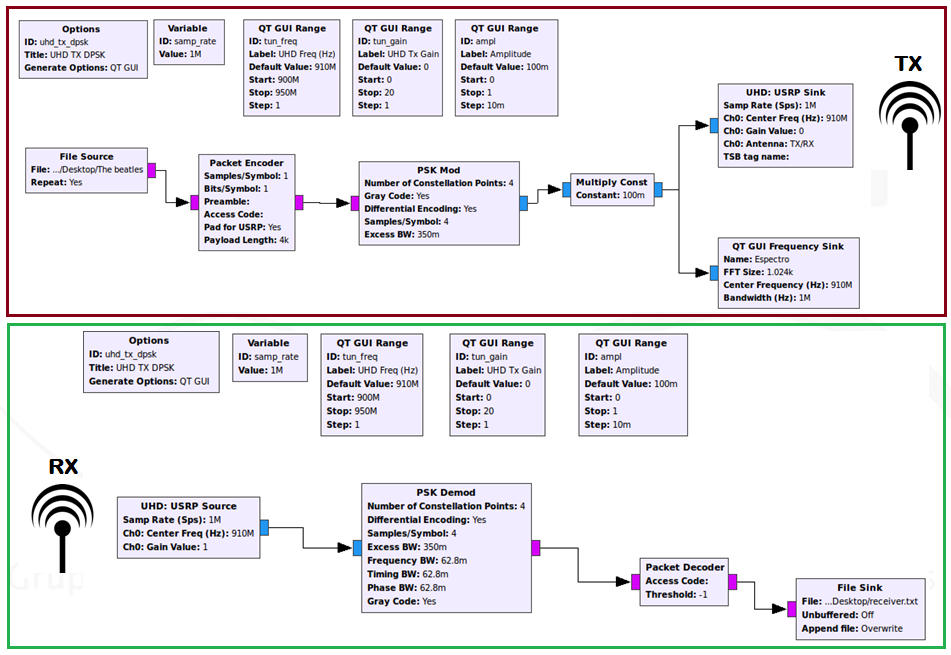 Options
ID: uhd_tx_dpsk
Title: UHD TX DPSK
Generate Options: QT GUI
Variable
ID: samp_rate
Value: 1M
QT GUI Range
ID: tun_freq
Label: UHD Freq (Hz)
Default Value: 910M
Start: 900M
Stop: 950M
Step: 1
QT GUI Range
ID: tun_gain
Label: UHD Tx Gain
Default Value: 0
Start: 0
Stop: 20
Step: 1
QT GUI Range
ID: ampl
Label: Amplitude
Default Value: 100m
Start: 0
Stop: 1
Step: 10m
TX
UHD: USRP Sink
Samp Rate (Sps): 1M
Ch0: Center Freq (Hz): 910M
Ch0: Gain Value: 0
Ch0: Antenna: TX/RX
TSB tag name:
File Source
File: .../Desktop/The beatles
Repeat: Yes
Packet Encoder
Samples/Symbol: 1
Bits/Symbol: 1
Preamble:
Access Code:
Pad for USRP: Yes
Payload Length: 4k
PSK Mod
Number of Constellation Points: 4
Gray Code: Yes
Differential Encoding: Yes
Samples/Symbol: 4
Excess BW: 350m
Multiply Const
Constant: 100m
QT GUI Frequency Sink
Name: Espectro
FFT Size: 1.024k
Center Frequency (Hz): 910M
Bandwidth (Hz): 1M
Options
ID: uhd_tx_dpsk
Title: UHD TX DPSK
Generate Options: QT GUI
Variable
ID: samp_rate
Value: 1M
QT GUI Range
ID: tun_freq
Label: UHD Freq (Hz)
Default Value: 910M
Start: 900M
Stop: 950M
Step: 1
QT GUI Range
ID: tun_gain
Label: UHD Tx Gain
Default Value: 0
Start: 0
Stop: 20
Step: 1
QT GUI Range
ID: ampl
Label: Amplitude
Default Value: 100m
Start: 0
Stop: 1
Step: 10m
RX
UHD: USRP Source
Samp Rate (Sps): 1M
Ch0: Center Freq (Hz): 910M
Ch0: Gain Value: 1
PSK Demod
Number of Constellation Points: 4
Differential Encoding: Yes
Samples/Symbol: 4
Excess BW: 350m
Frequency BW: 62.8m
Timing BW: 62.8m
Phase BW: 62.8m
Gray Code: Yes
Packet Decoder
Access Code:
Threshold: -1
File Sink
File: ...Desktop/receiver.txt
Unbuffered: Off
Append file: Overwrite